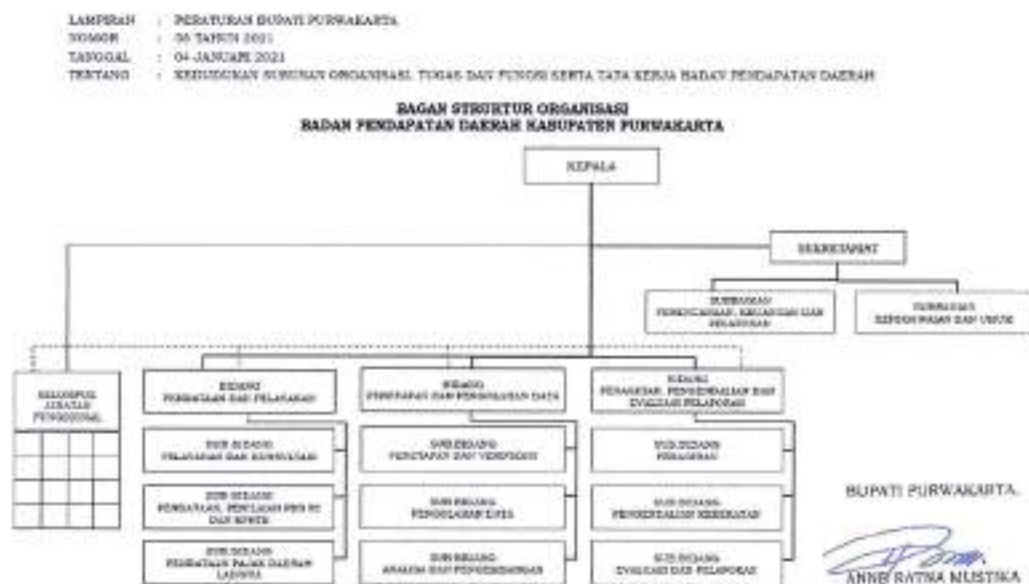 LAMPIRAN : PERATURAN BUPATI PURWAKARTA
NOMOR : TAHUN 2021
TANGGAL : 04 JANUARI 2021
TENTANG : KEDUDUKAN SUSUNAN ORGANISASI, TUGAS DAN FUNGSI SERTA TATA KERJA BADAN PENDAPATAN DAERAH
BAGAN STRUKTUR ORGANISASI
BADAN PENDAPATAN DAERAH KABUPATEN PURWAKARTA
KEPALA
SEKRETARIAT
SUBBAGIAN
PERENCANAAN, KEUANGAN DAN
PELAPORAN
SUBBAGIAN
KEPEGAWAIAN DAN UMUM
KELOMPOK
JABATAN
FUNGSIONAL
BIDANG
PENDATAAN DAN PELAYANAN
BIDANG
PENETAPAN DAN PENGOLAHAN DATA
BIDANG
PENAGIHAN, PENGENDALIAN DAN
EVALUASI PELAPORAN
SUB BIDANG
PELAYANAN DAN KONSULTASI
SUB BIDANG
PENETAPAN DAN VERIFIKASI
SUB BIDANG
PENAGIHAN
SUB BIDANG
PENDATAAN, PENILAIAN PBB P2
DAN BPHTB
SUB BIDANG
PENGOLAHAN DATA
SUB BIDANG
PENGENDALIAN
SUB BIDANG
PENDATAAN PAJAK DAERAH
LAINNYA
SUB BIDANG
ANALISA DAN PENGEMBANGAN
SUB BIDANG
EVALUASI DAN PELAPORAN
BUPATI PURWAKARTA,
ANNE RATNA MUSTIKA